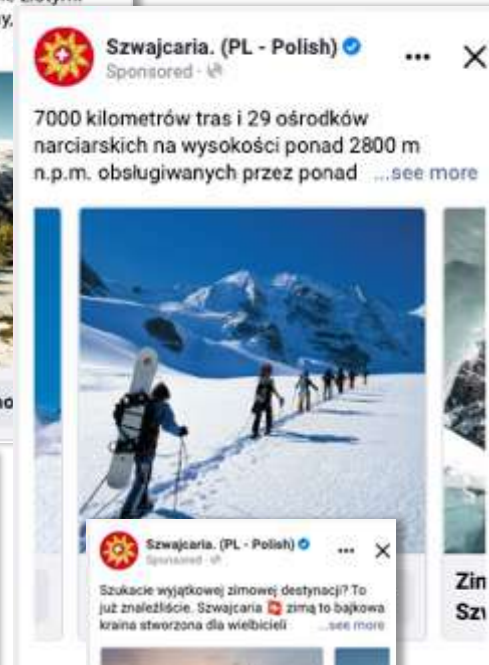 Szwajcaria. (PL - Polish)
Sponsored
7000 kilometrów tras i 29 ośrodków
narciarskich na wysokości ponad 2800 m
n.p.m. obsługiwanych przez ponad ...see more
Szwajcaria. (PL - Polish)
Sponsored
Szukacie wyjątkowej zimowej destynacji? To
już znaleźliście. Szwajcaria 🇨🇭 zimą to bajkowa
kraina stworzona dla wielbicieli ...see more